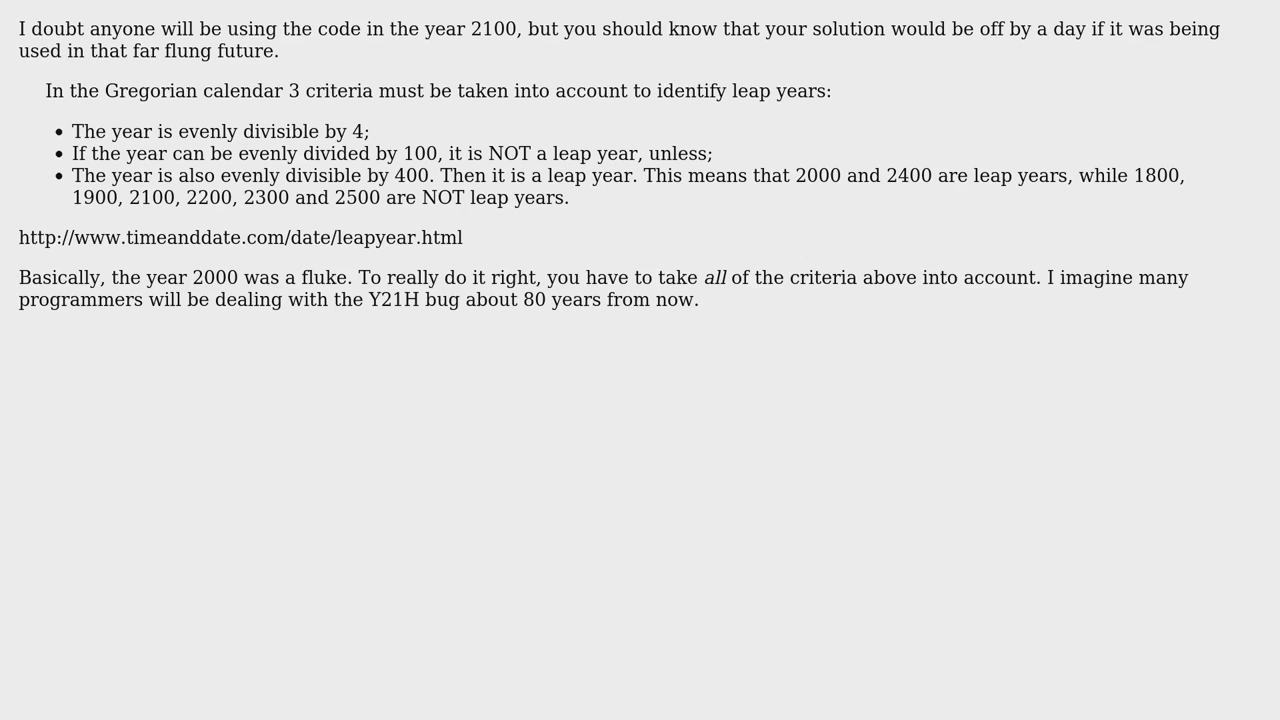 I doubt anyone will be using the code in the year 2100, but you should know that your solution would be off by a day if it was being
used in that far flung future.
In the Gregorian calendar 3 criteria must be taken into account to identify leap years:
• The year is evenly divisible by 4;
• If the year can be evenly divided by 100, it is NOT a leap year, unless;
• The year is also evenly divisible by 400. Then it is a leap year. This means that 2000 and 2400 are leap years, while 1800,
1900, 2100, 2200, 2300 and 2500 are NOT leap years.
http://www.timeanddate.com/date/leapyear.html
Basically, the year 2000 was a fluke. To really do it right, you have to take all of the criteria above into account. I imagine many
programmers will be dealing with the Y21H bug about 80 years from now.